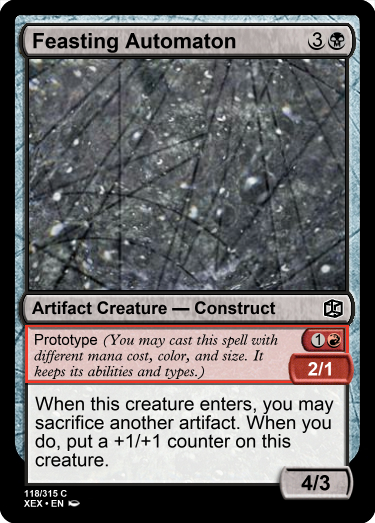 Feasting Automaton 3
Artifact Creature — Construct
Prototype (You may cast this spell with 1
different mana cost, color, and size. It
keeps its abilities and types.)
2/1
When this creature enters, you may
sacrifice another artifact. When you
do, put a +1/+1 counter on this
creature.
4/3
118/315 C
XEX • EN